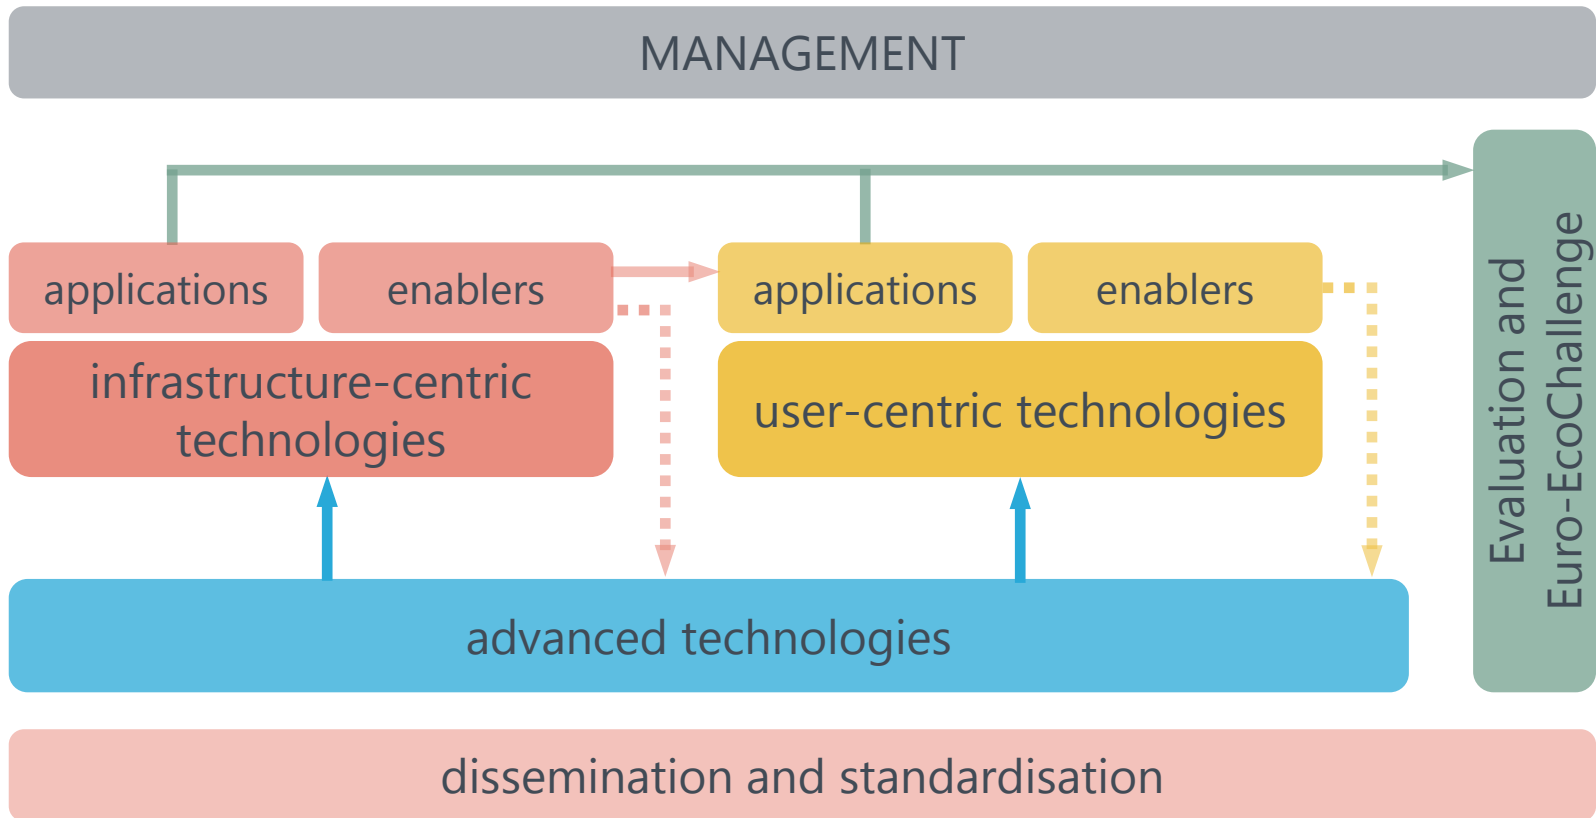 MANAGEMENT
applications
enablers
applications
enablers
infrastructure-centric
technologies
user-centric technologies
Evaluation and
Euro-EcoChallenge
advanced technologies
dissemination and standardisation